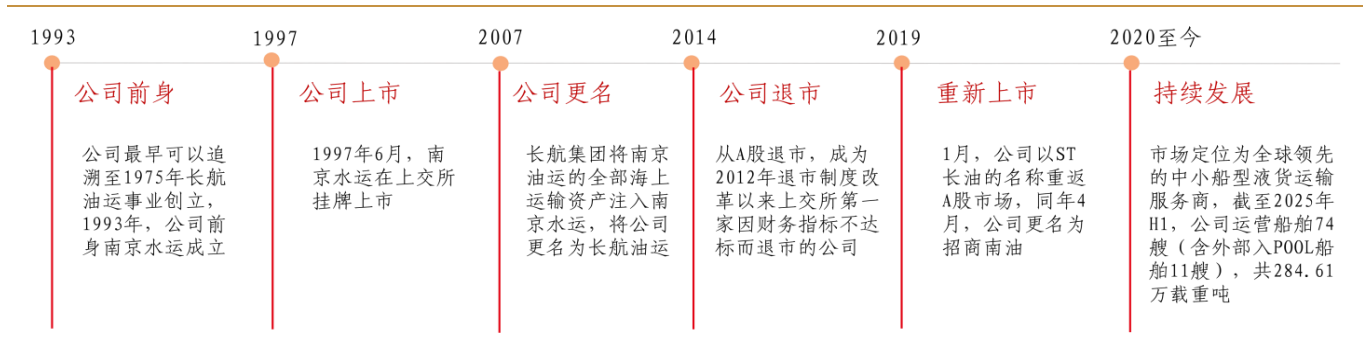 1993
1997
2007
2014
2019
2020至今
公司前身
公司上市
公司更名
公司退市
重新上市
持续发展
公司最早可以追
溯至1975年长航
油运事业创立，
1993年，公司前
身南京水运成立
1997年6月，南
京水运在上交所
挂牌上市
长航集团将南京
油运的全部海上
运输资产注入南
京水运，将公司
更名为长航油运
从A股退市，成为
2012年退市制度改
革以来上交所第一
家因财务指标不达
标而退市的公司
1月，公司以ST
长油的名称重返
A股市场，同年4
月，公司更名为
招商南油
市场定位为全球领先
的中小船型液货运输
服务商，截至2025年
H1，公司运营船舶74
艘（含外部入POOL船
舶11艘），共284.61
万载重吨